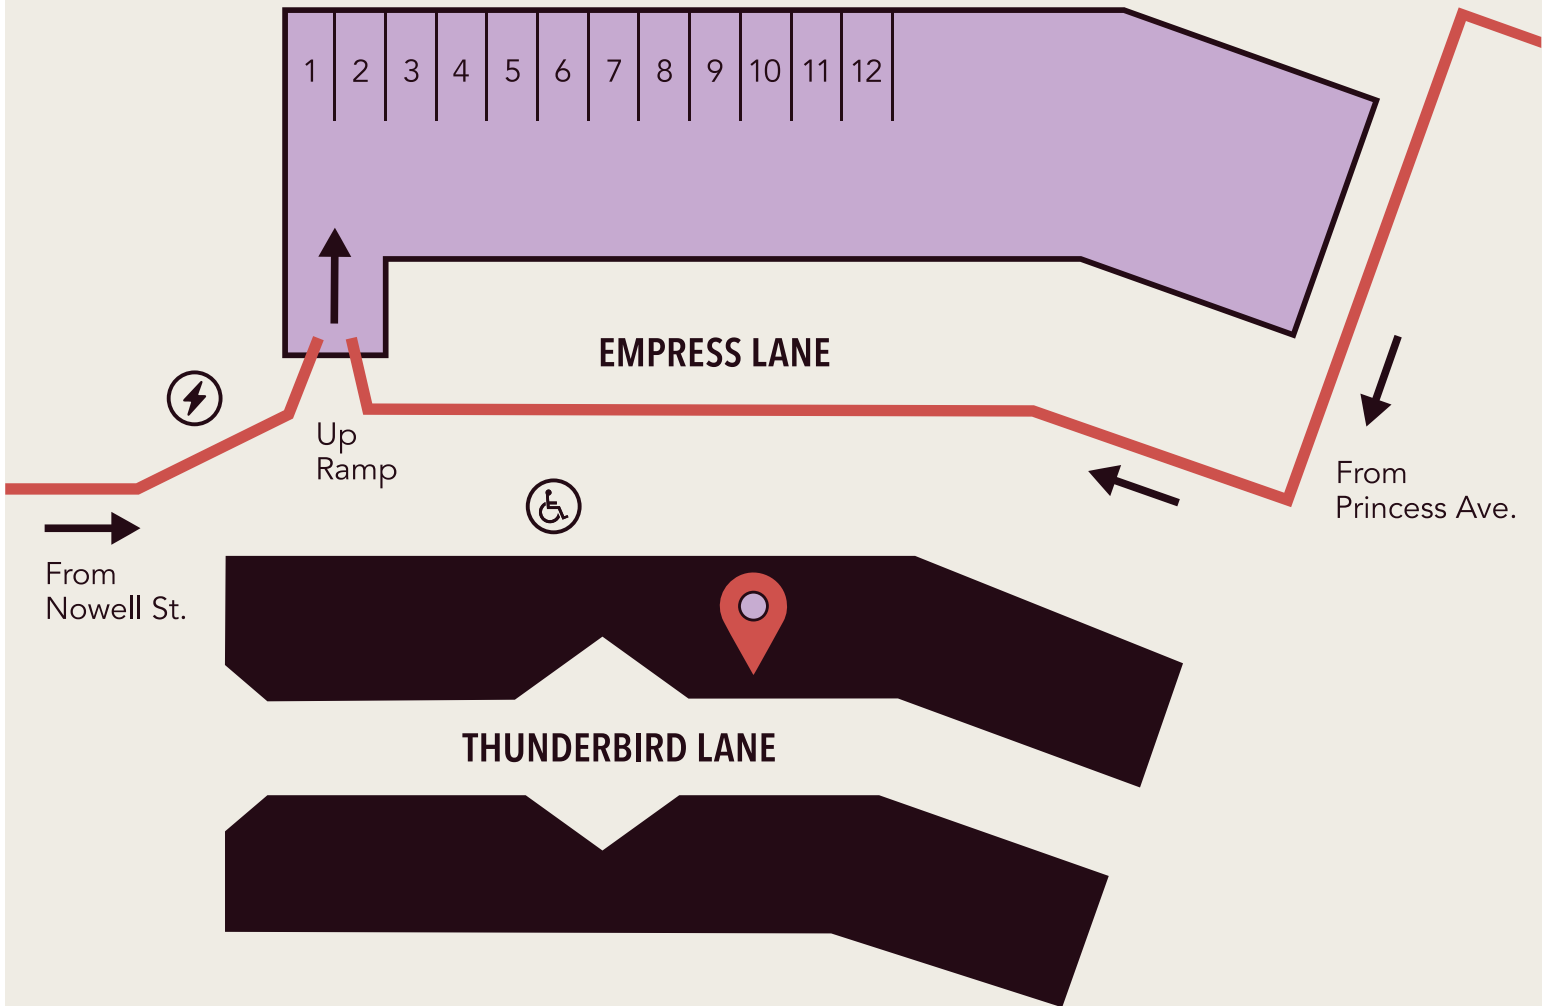 1 2 3 4 5 6 7 8 9 10 11 12
EMPRESS LANE
Up
Ramp
From
Princess Ave.
From
Nowell St.
THUNDERBIRD LANE